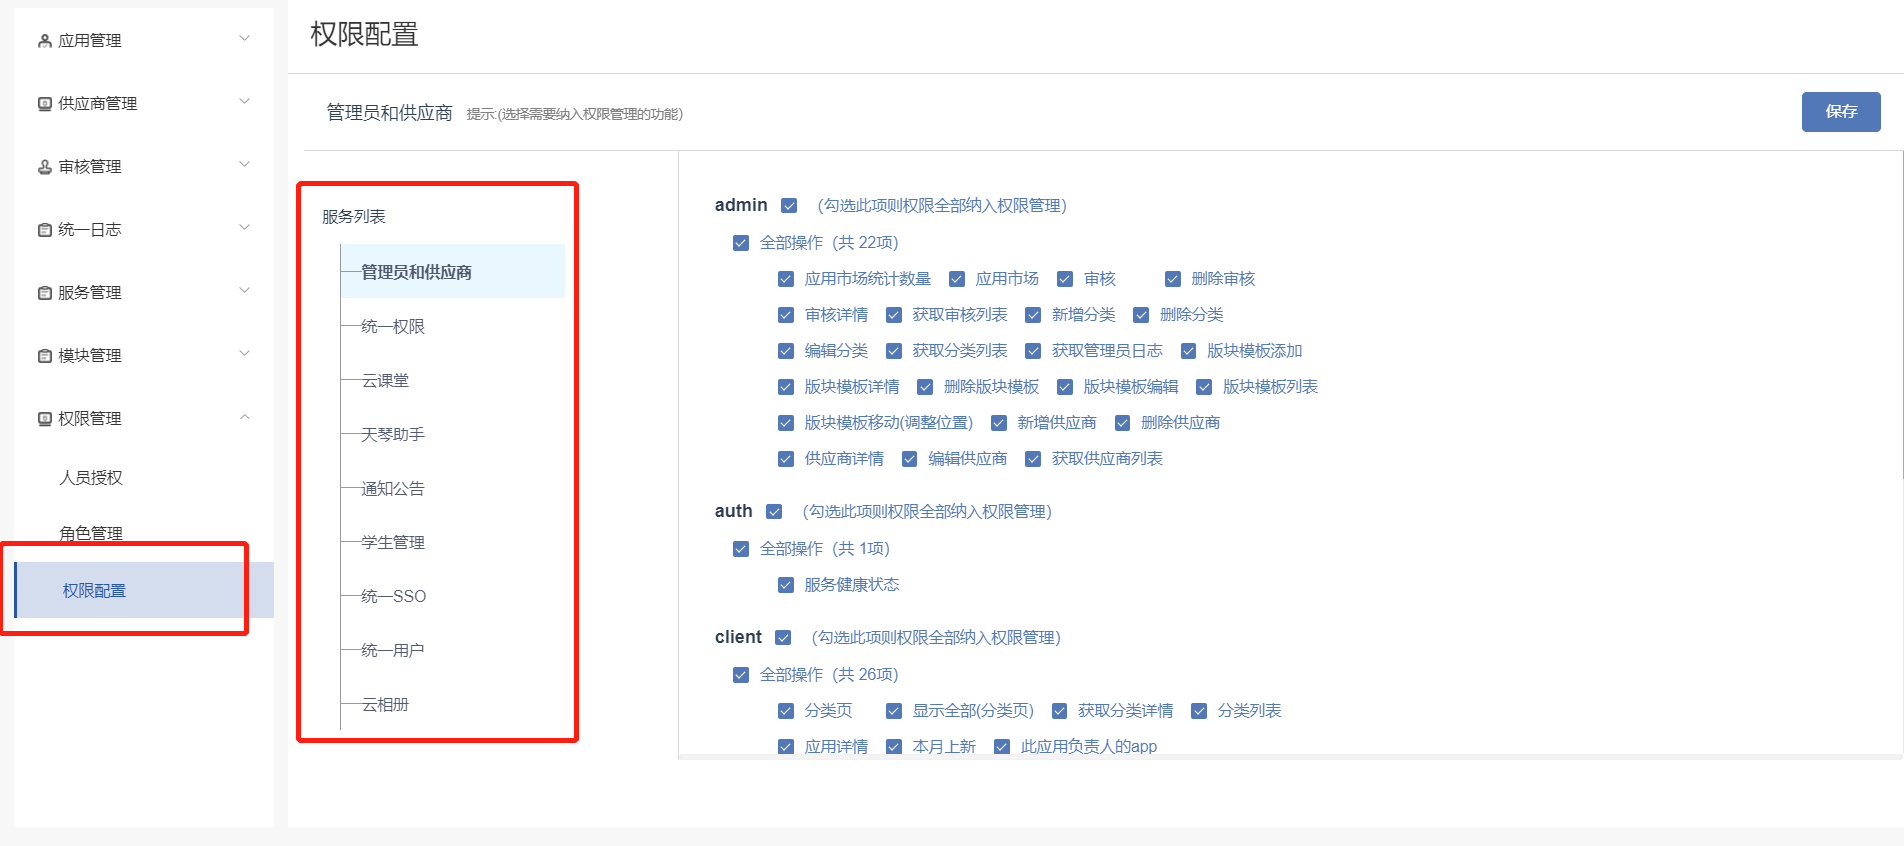 应用管理
供应商管理
审核管理
统一日志
服务管理
模块管理
权限管理
人员授权
角色管理
权限配置
权限配置
管理员和供应商 提示:(选择需要纳入权限管理的功能)
保存
服务列表
管理员和供应商
统一权限
云课堂
天琴助手
通知公告
学生管理
统一SSO
统一用户
云相册
admin (勾选此项则权限全部纳入权限管理)
全部操作 (共 22项)
应用市场统计数量 应用市场 审核 删除审核
审核详情 获取审核列表 新增分类 删除分类
编辑分类 获取分类列表 获取管理员日志 版块模板添加
版块模板详情 删除版块模板 版块模板编辑 版块模板列表
版块模板移动(调整位置) 新增供应商 删除供应商
供应商详情 编辑供应商 获取供应商列表
auth (勾选此项则权限全部纳入权限管理)
全部操作 (共 1项)
服务健康状态
client (勾选此项则权限全部纳入权限管理)
全部操作 (共 26项)
分类页 显示全部(分类页) 获取分类详情 分类列表
应用详情 本月上新 此应用负责人的app